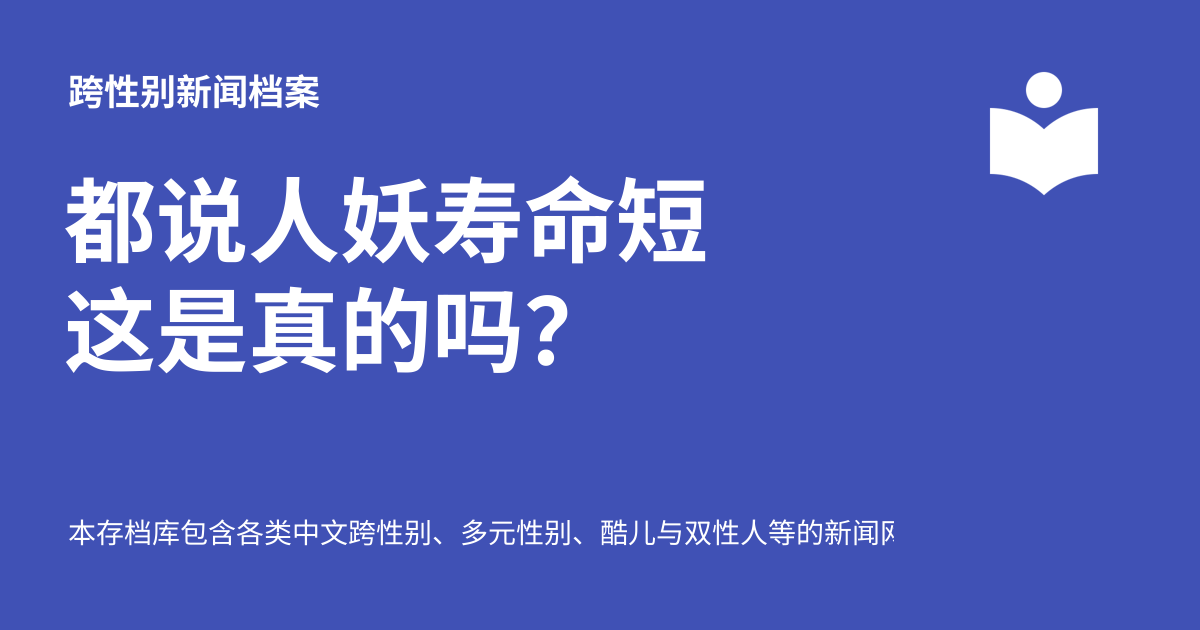 跨性别新闻档案
都说人妖寿命短
这是真的吗？
本存档库包含各类中文跨性别、多元性别、酷儿与双性人等的新闻网